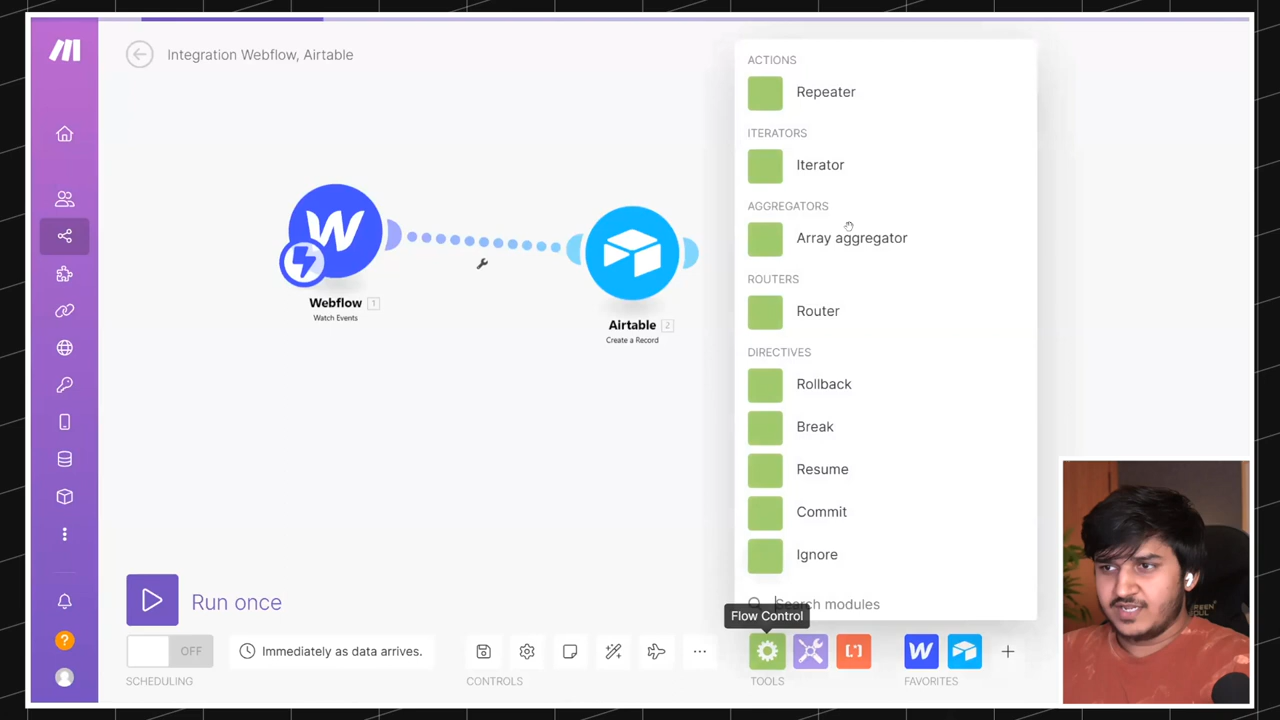 Integration Webflow, Airtable
ACTIONS
Repeater
ITERATORS
Iterator
AGGREGATORS
Array aggregator
ROUTERS
Router
DIRECTIVES
Rollback
Break
Resume
Commit
Ignore
Search modules
Flow Control
W
Webflow 1
Watch Events
Airtable 2
Create a Record
Run once
OFF
Immediately as data arrives.
SCHEDULING
CONTROLS
TOOLS
W
FAVORITES
?